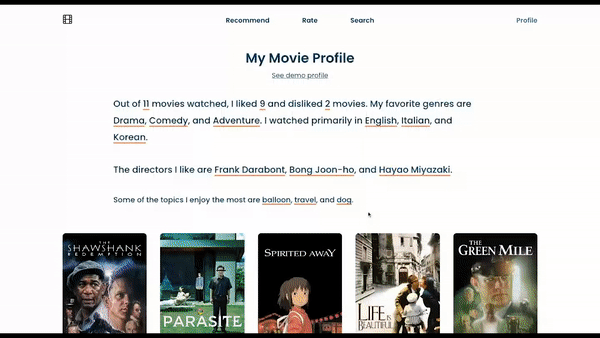 Recommend Rate Search Profile
My Movie Profile
See demo profile
Out of 11 movies watched, I liked 9 and disliked 2 movies. My favorite genres are
Drama, Comedy, and Adventure. I watched primarily in English, Italian, and
Korean.
The directors I like are Frank Darabont, Bong Joon-ho, and Hayao Miyazaki.
Some of the topics I enjoy the most are balloon, travel, and dog.
THE
SHAWSHANK
REDEMPTION
PARASITE
SPIRITED AWAY
LIFE
IS
BEAUTIFUL
THE
GREEN MILE